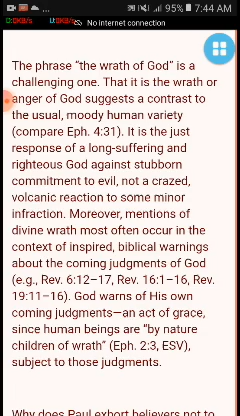 95% 7:44 AM
0:0KB/s U:0KB/s No internet connection
The phrase “the wrath of God” is a
challenging one. That it is the wrath or
anger of God suggests a contrast to
the usual, moody human variety
(compare Eph. 4:31). It is the just
response of a long-suffering and
righteous God against stubborn
commitment to evil, not a crazed,
volcanic reaction to some minor
infraction. Moreover, mentions of
divine wrath most often occur in the
context of inspired, biblical warnings
about the coming judgments of God
(e.g., Rev. 6:12–17, Rev. 16:1–16, Rev.
19:11–16). God warns of His own
coming judgments—an act of grace,
since human beings are “by nature
children of wrath” (Eph. 2:3, ESV),
subject to those judgments.
Why does Paul exhort believers not to